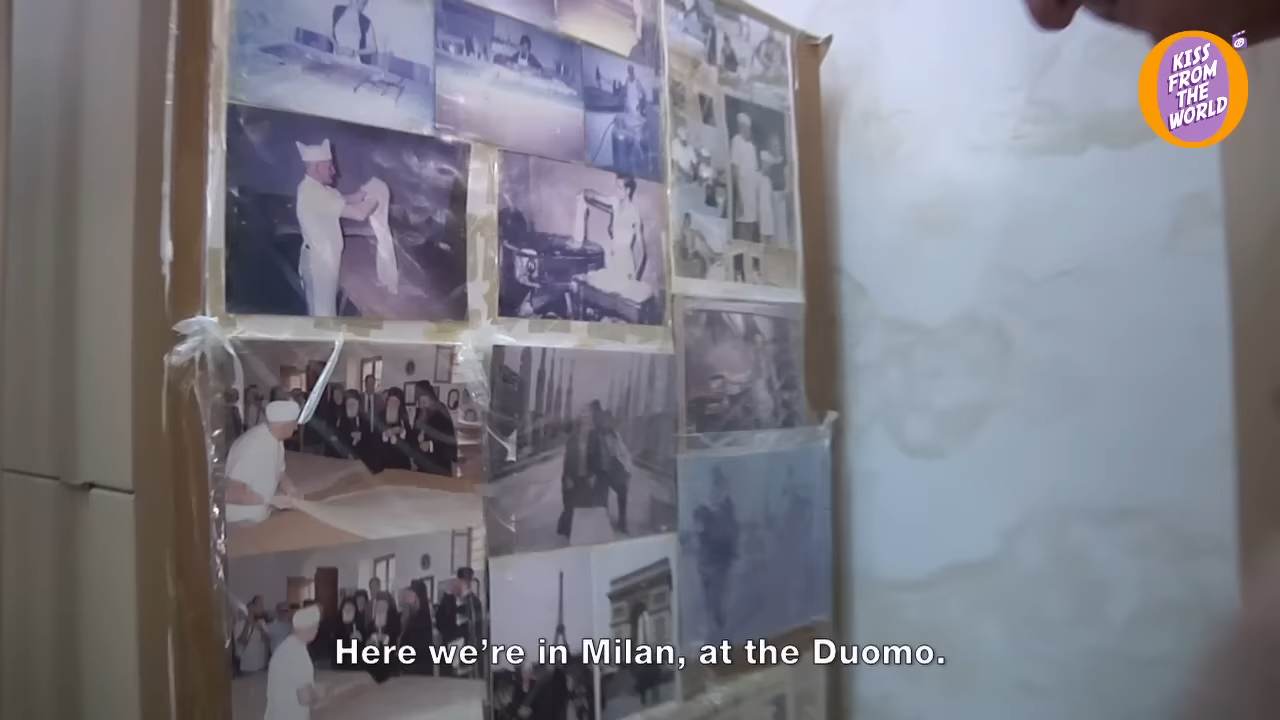 KISS
FROM
THE
WORLD
Here we're in Milan, at the Duomo.